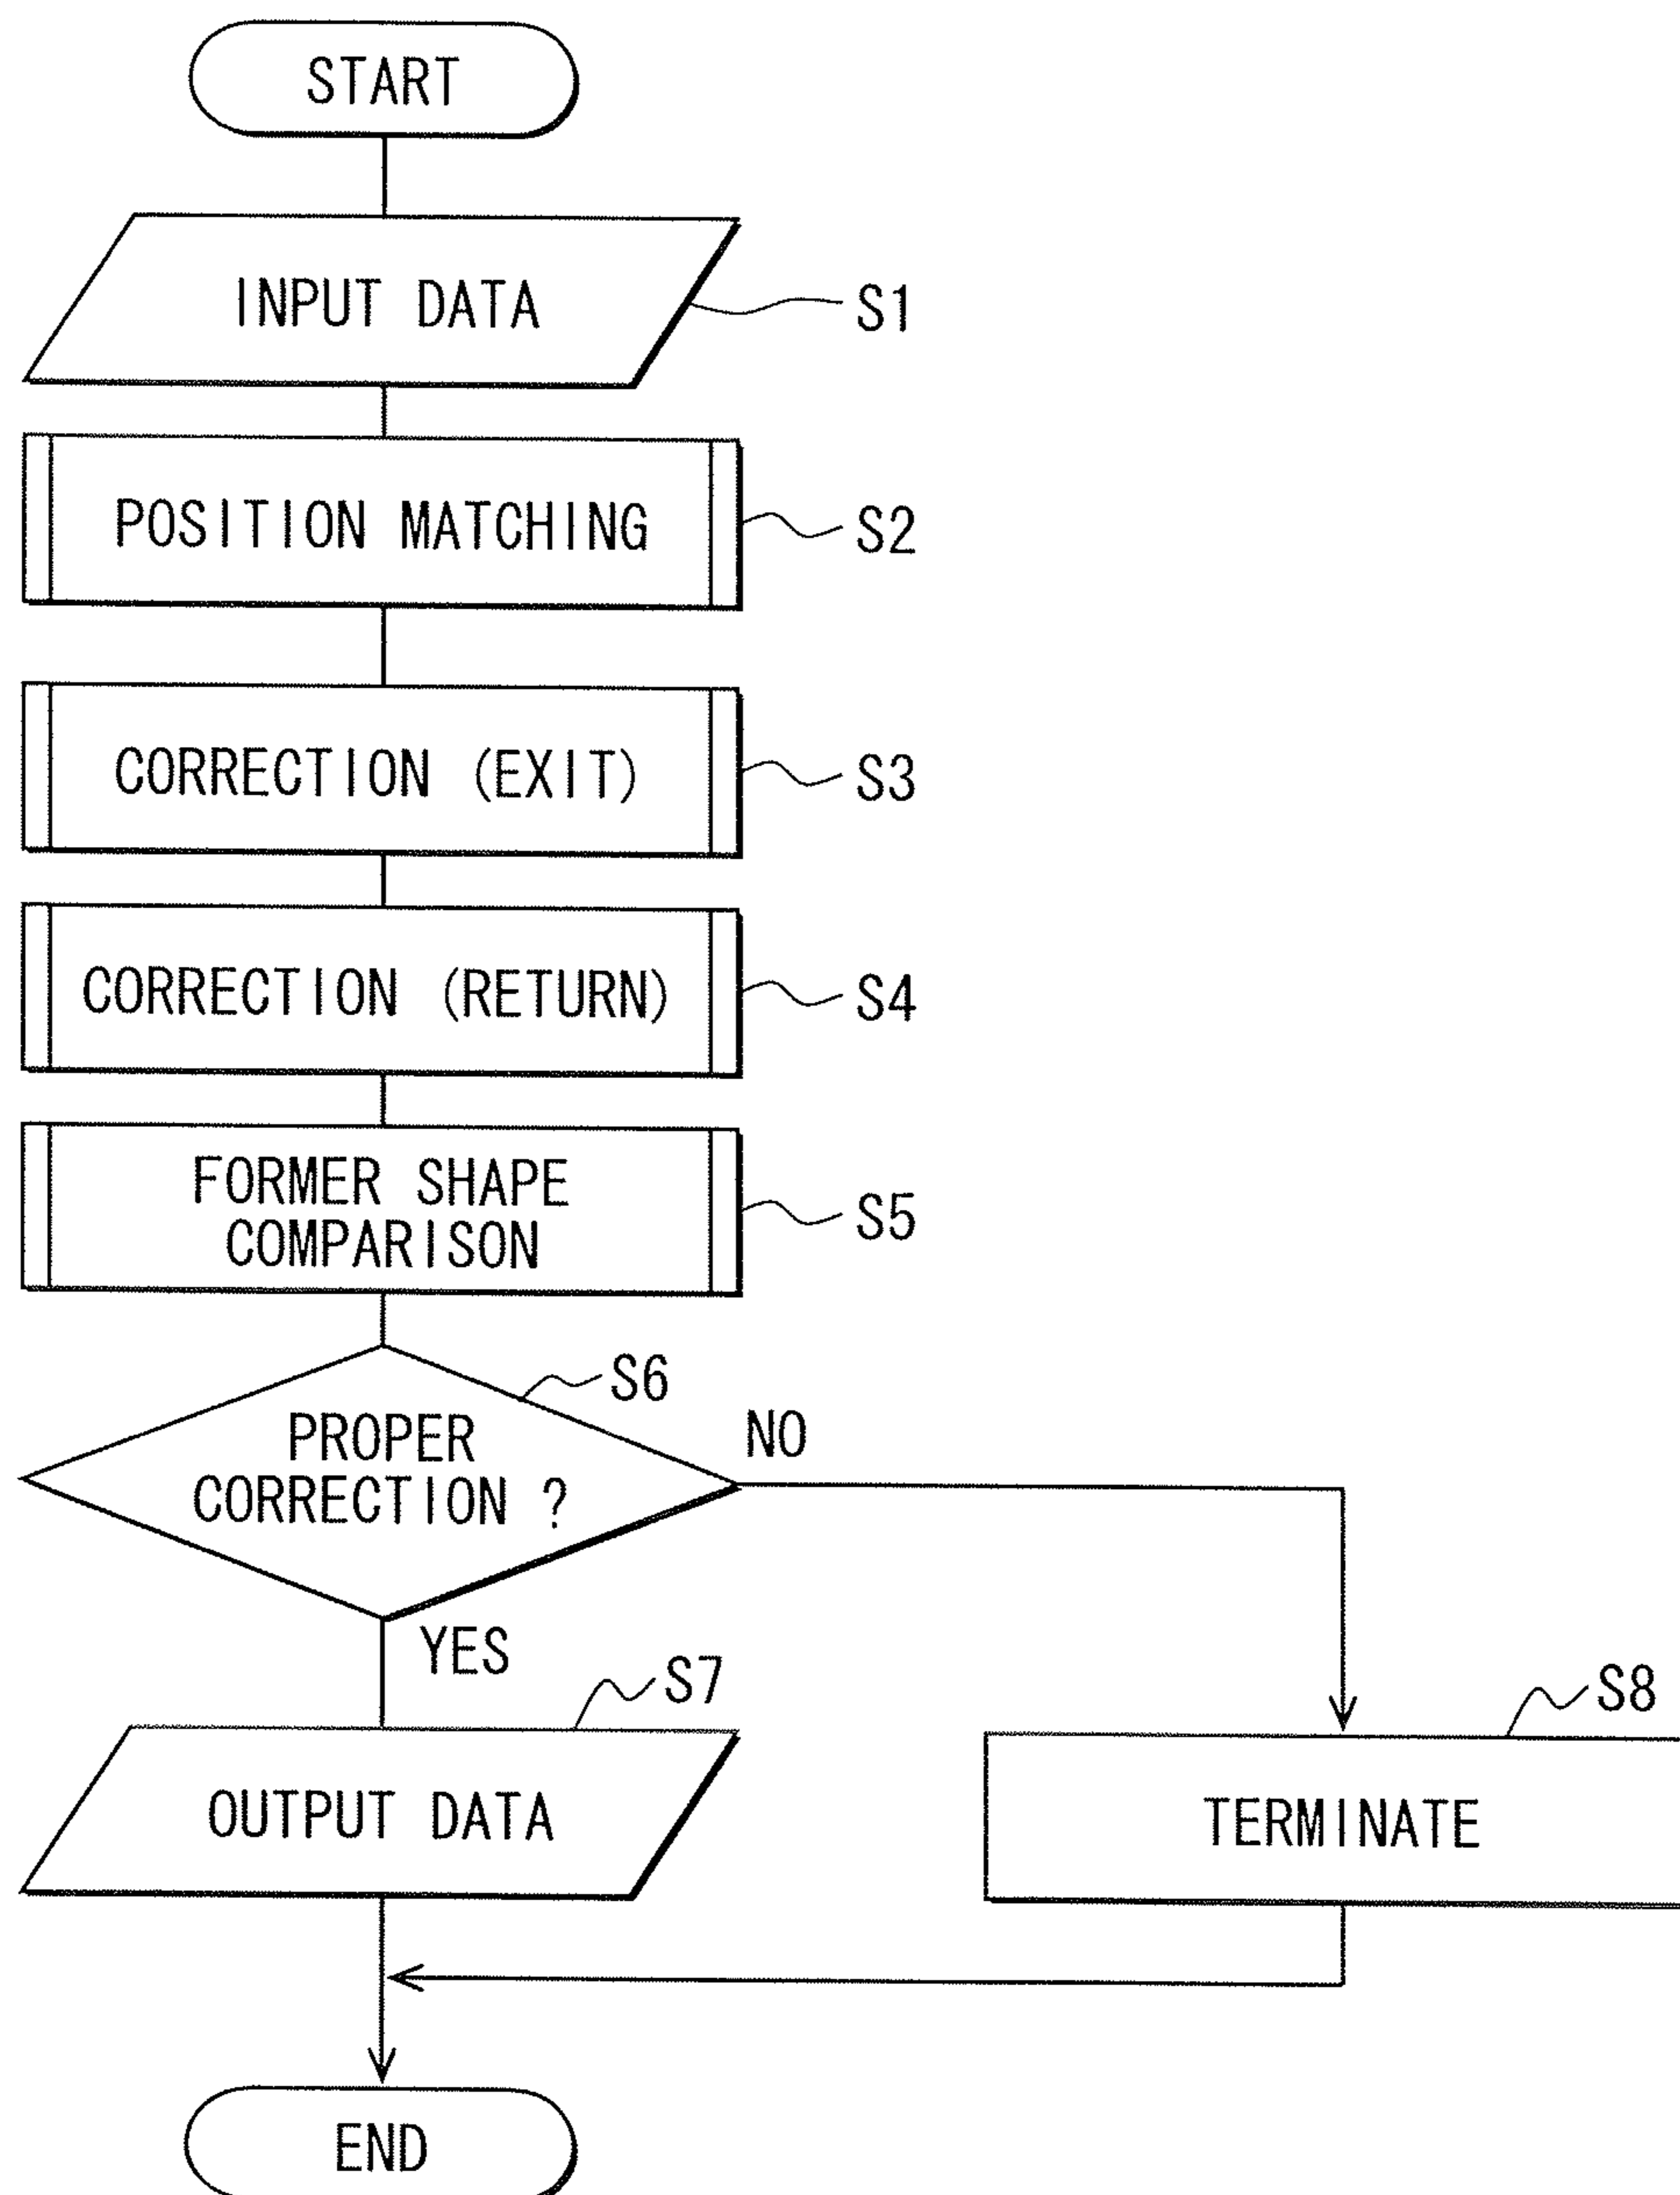 START
INPUT DATA
S1
POSITION MATCHING
S2
CORRECTION (EXIT)
S3
CORRECTION (RETURN)
S4
FORMER SHAPE
COMPARISON
S5
S6
PROPER
CORRECTION ?
NO
YES
S7
OUTPUT DATA
S8
TERMINATE
END